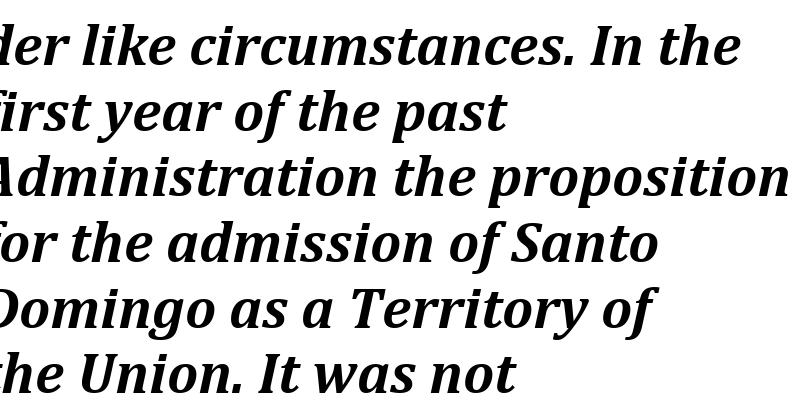 der like circumstances. In the
first year of the past
Administration the proposition
for the admission of Santo
Domingo as a Territory of
the Union. It was not